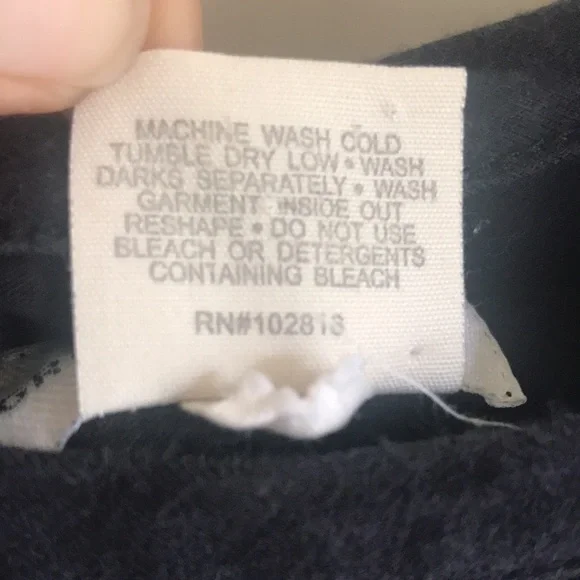 MACHINE WASH COLD
TUMBLE DRY LOW • WASH
DARKS SEPARATELY • WASH
GARMENT INSIDE OUT
RESHAPE • DO NOT USE
BLEACH OR DETERGENTS
CONTAINING BLEACH
RN#102813